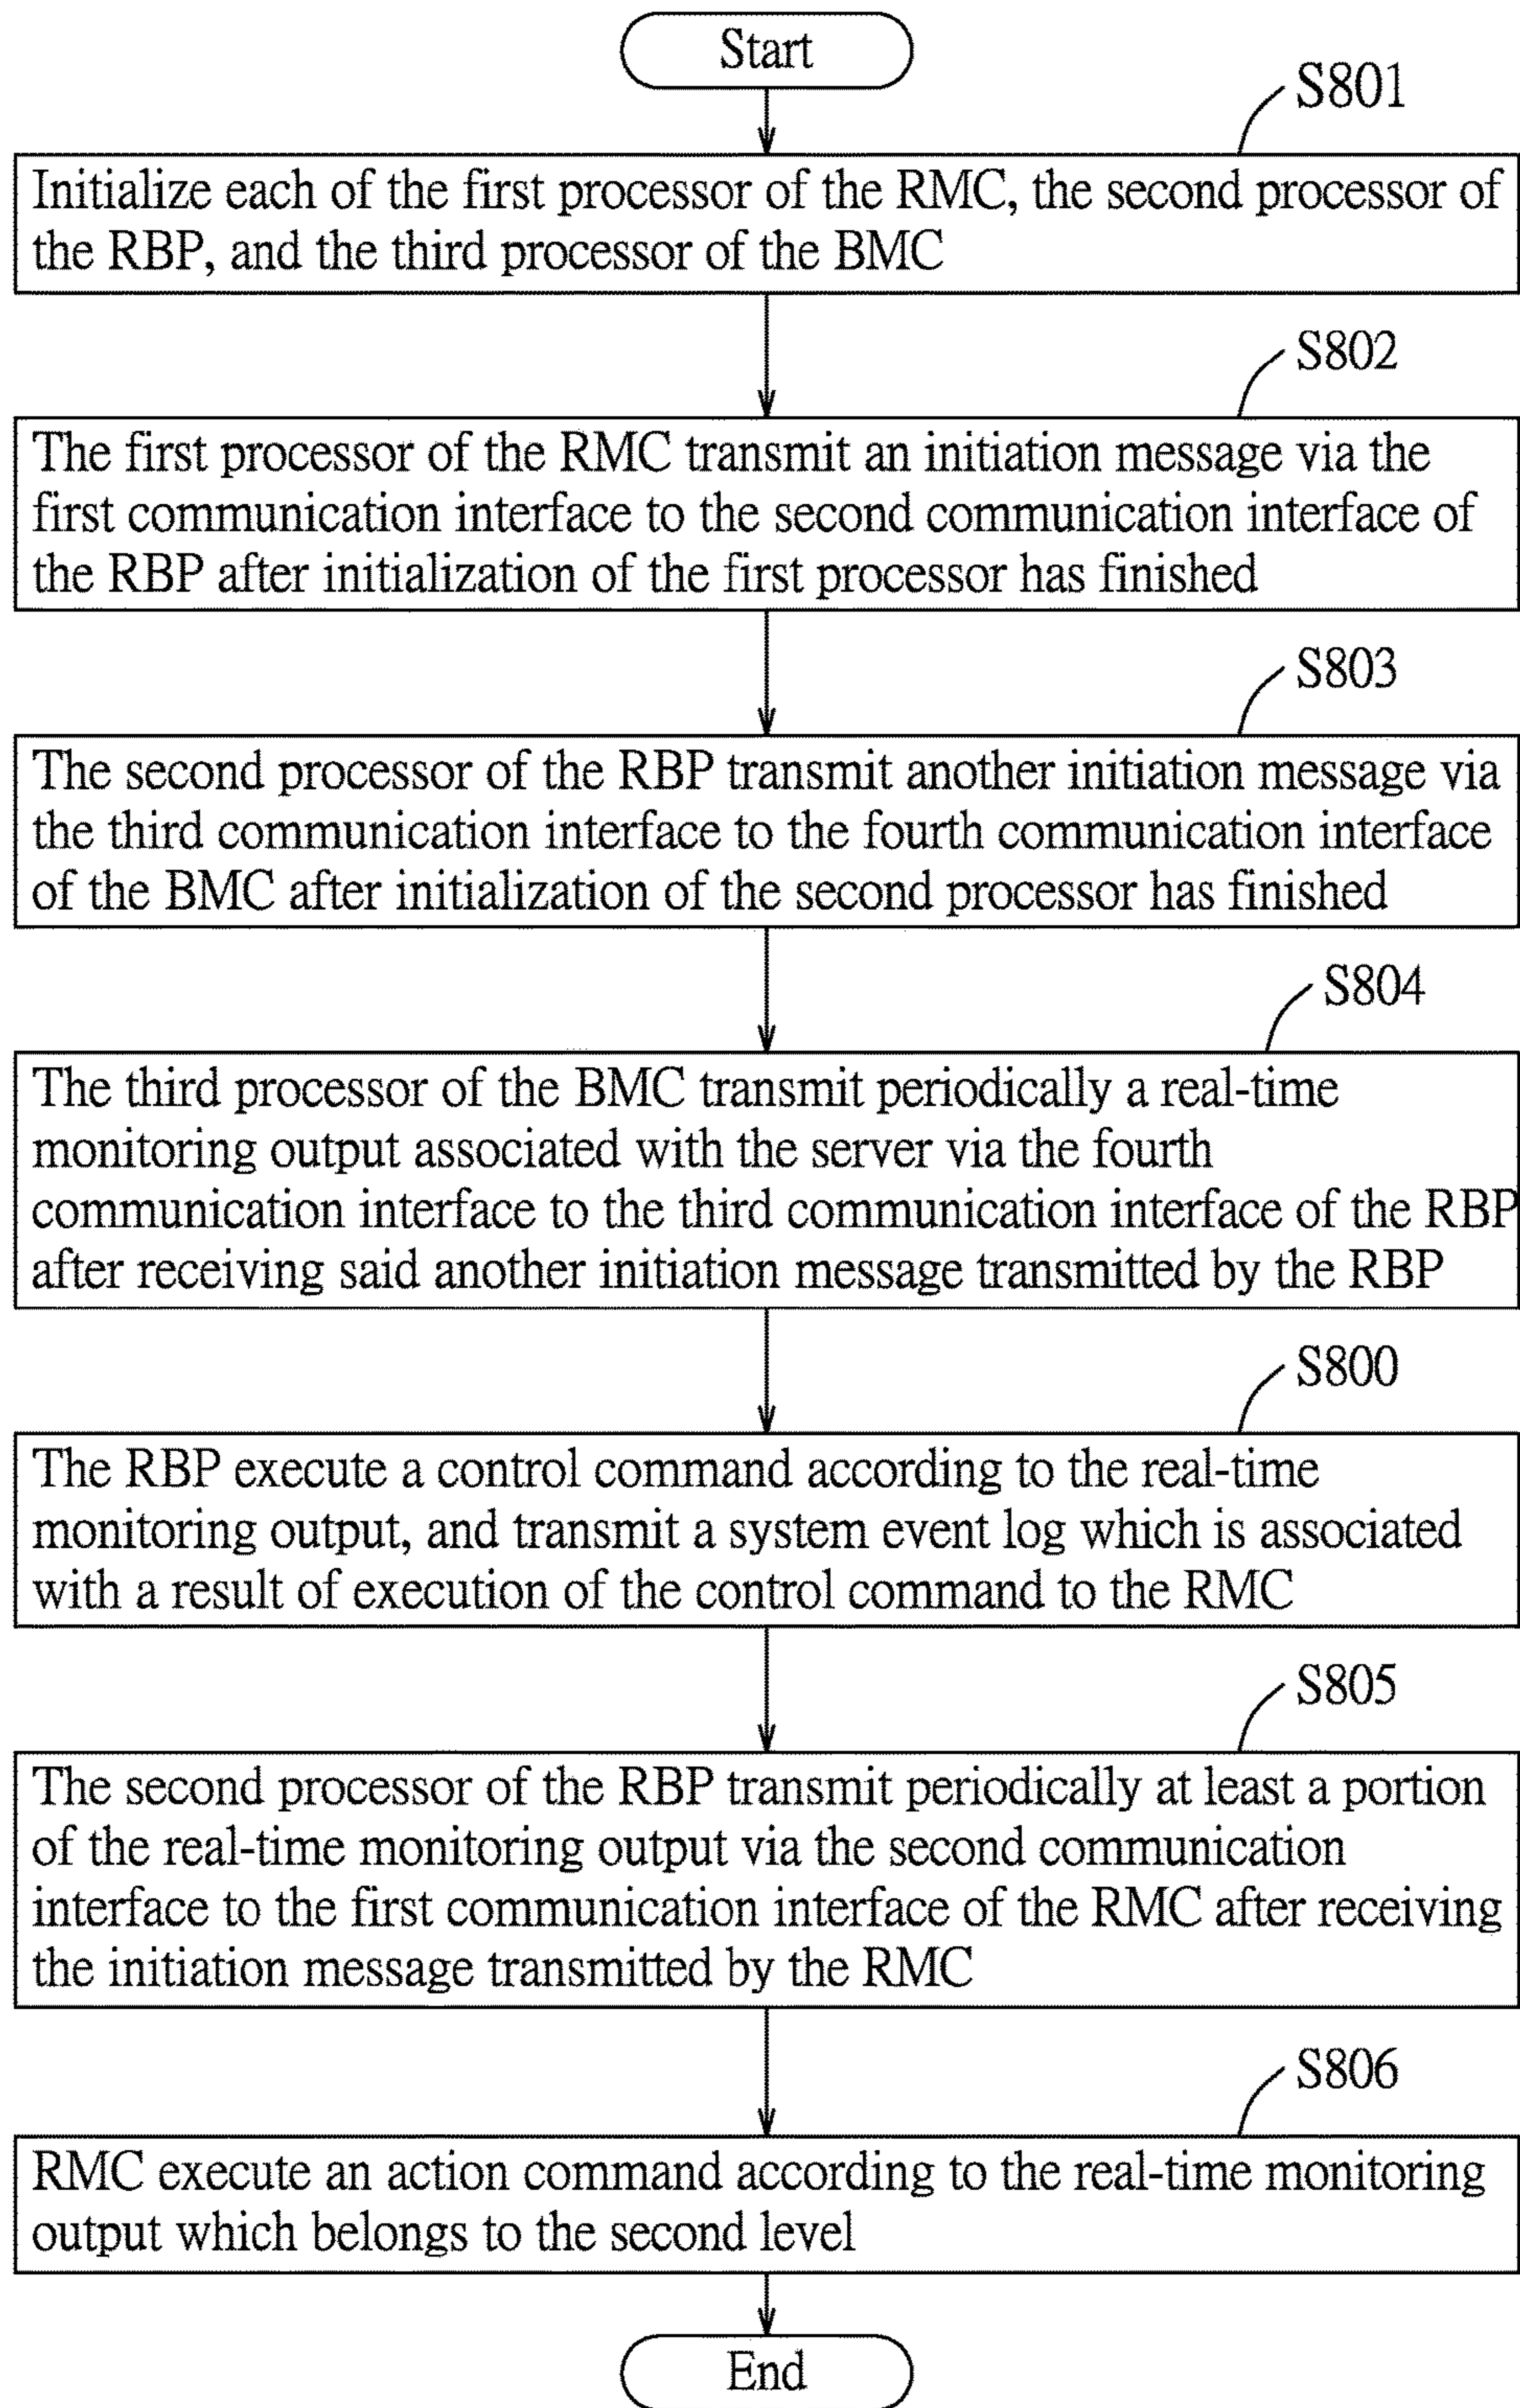 Start
S801
Initialize each of the first processor of the RMC, the second processor of
the RBP, and the third processor of the BMC
S802
The first processor of the RMC transmit an initiation message via the
first communication interface to the second communication interface of
the RBP after initialization of the first processor has finished
S803
The second processor of the RBP transmit another initiation message via
the third communication interface to the fourth communication interface
of the BMC after initialization of the second processor has finished
S804
The third processor of the BMC transmit periodically a real-time
monitoring output associated with the server via the fourth
communication interface to the third communication interface of the RBP
after receiving said another initiation message transmitted by the RBP
S800
The RBP execute a control command according to the real-time
monitoring output, and transmit a system event log which is associated
with a result of execution of the control command to the RMC
S805
The second processor of the RBP transmit periodically at least a portion
of the real-time monitoring output via the second communication
interface to the first communication interface of the RMC after receiving
the initiation message transmitted by the RMC
S806
RMC execute an action command according to the real-time monitoring
output which belongs to the second level
End